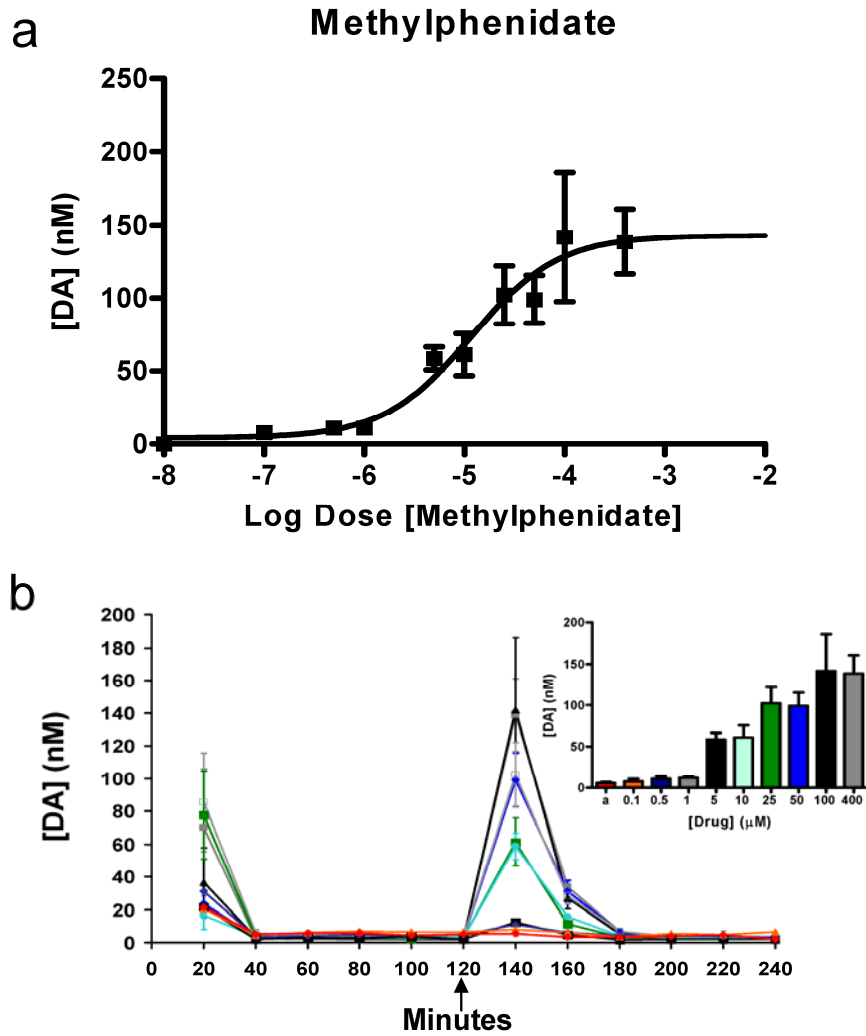 a
Methylphenidate
250
200
150
100
50
0
[DA] (nM)
-8 -7 -6 -5 -4 -3 -2
Log Dose [Methylphenidate]
b
200
180
160
140
120
100
80
60
40
20
0
[DA] (nM)
0 20 40 60 80 100 120 140 160 180 200 220 240
Minutes
200
150
100
50
0
[DA] (nM)
a 0.1 0.5 1 5 10 25 50 100 400
[Drug] (μM)